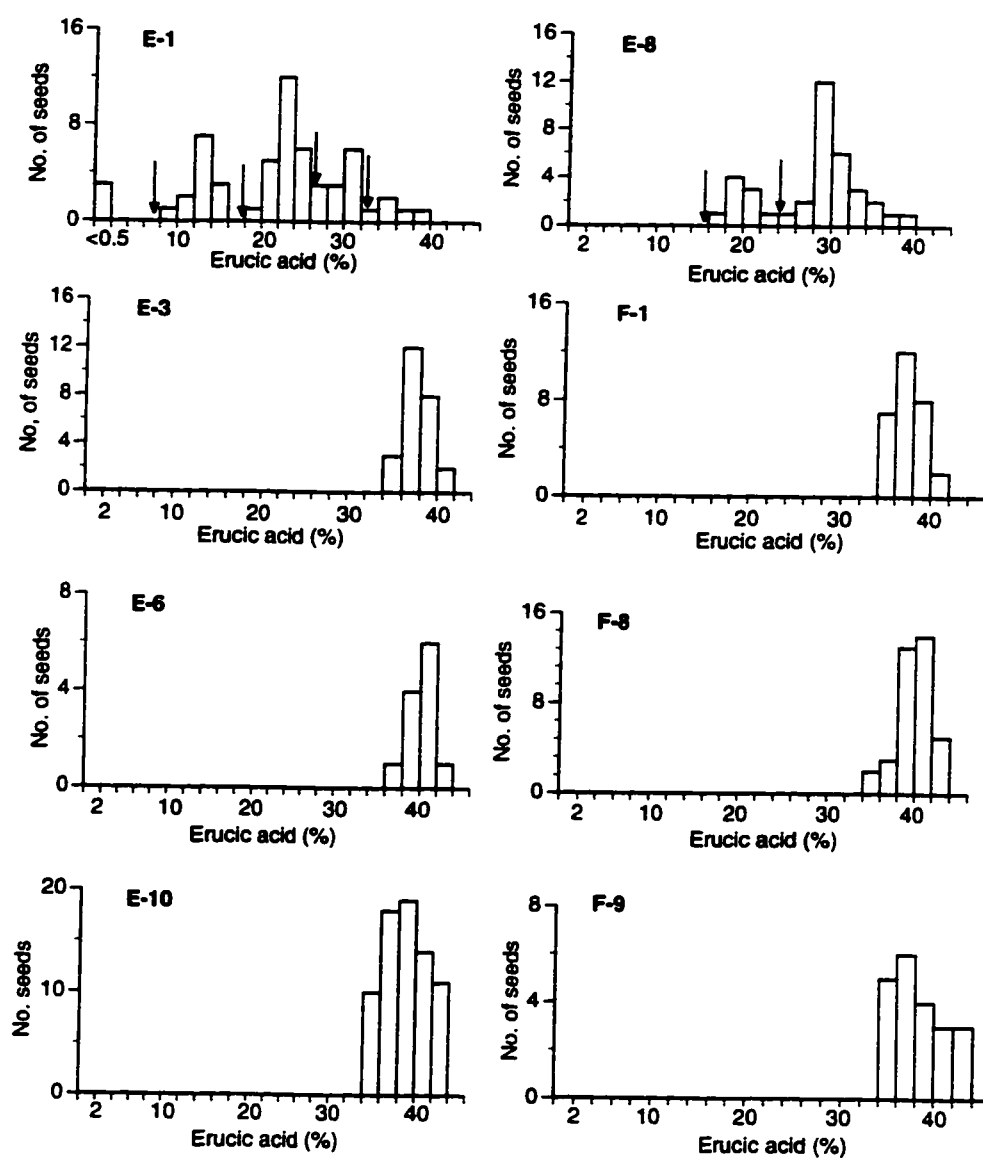 E-1
No. of seeds
16
8
0
<0.5 10 20 30 40
Erucic acid (%)
E-8
No. of seeds
16
12
8
4
0
2 10 20 30 40
Erucic acid (%)
E-3
No, of seeds
16
12
8
4
0
2 10 20 30 40
Erucic acid (%)
F-1
No. of seeds
16
8
0
2 10 20 30 40
Erucic acid (%)
E-6
No. of seeds
8
4
0
2 10 20 30 40
Erucic acid (%)
F-8
No. of seeds
16
8
0
2 10 20 30 40
Erucic acid (%)
E-10
No. seeds
20
10
0
2 10 20 30 40
Erucic acid (%)
F-9
No. of seeds
8
4
0
2 10 20 30 40
Erucic acid (%)